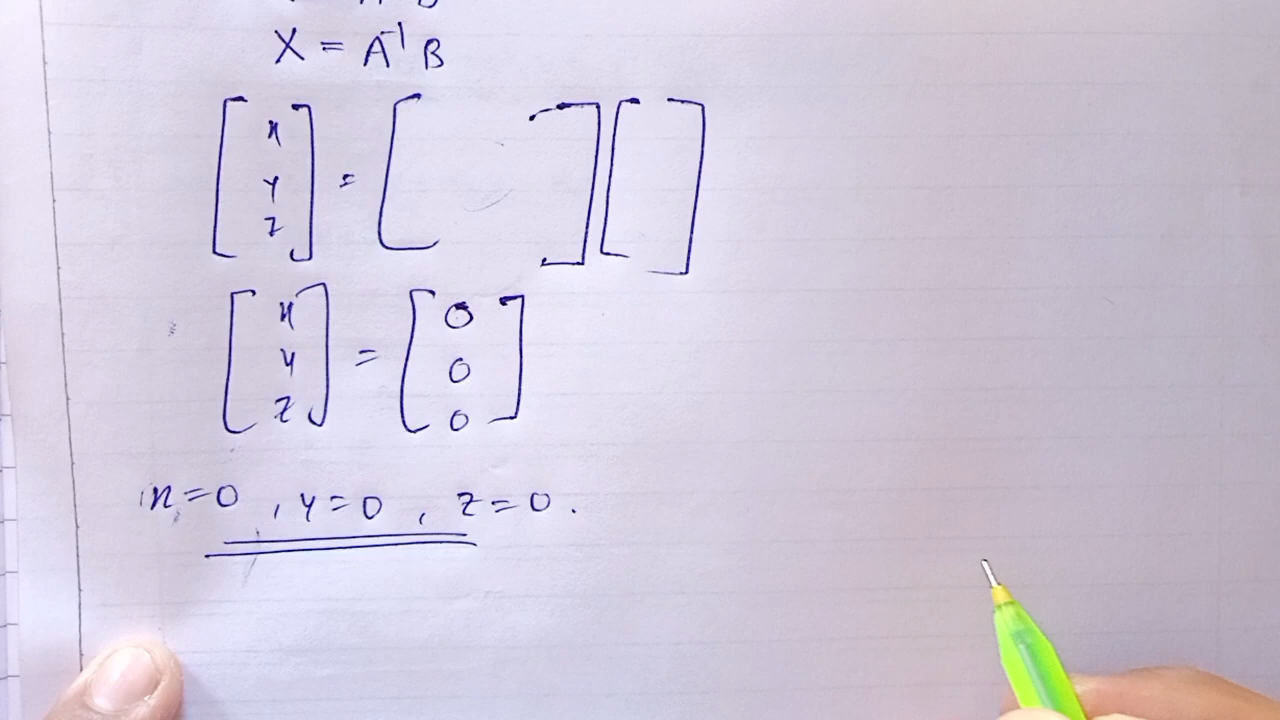 X = A⁻¹ B
[x y z] = [ ] [ ]
[x y z] = [0 0 0]
x=0 , y=0 , z=0 .